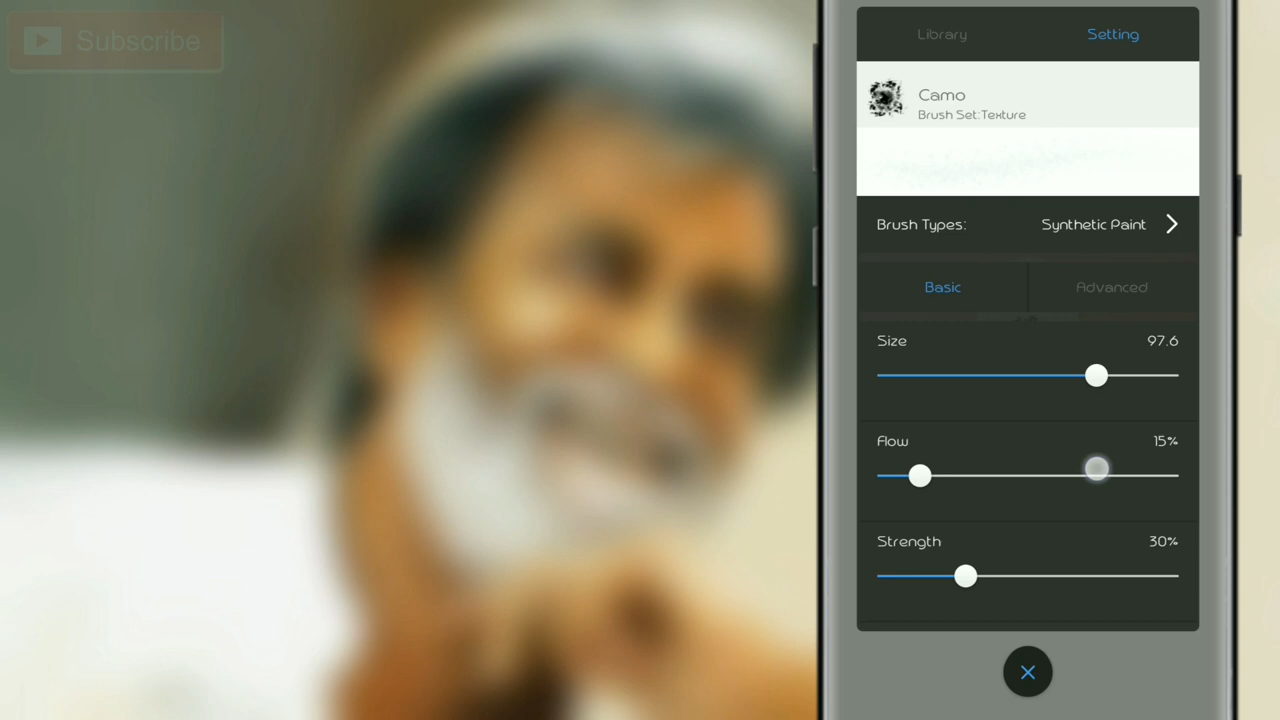 Subscribe
Library
Setting
Camo
Brush Set:Texture
Brush Types:
Synthetic Paint
Basic
Advanced
Size
97.6
Flow
15%
Strength
30%